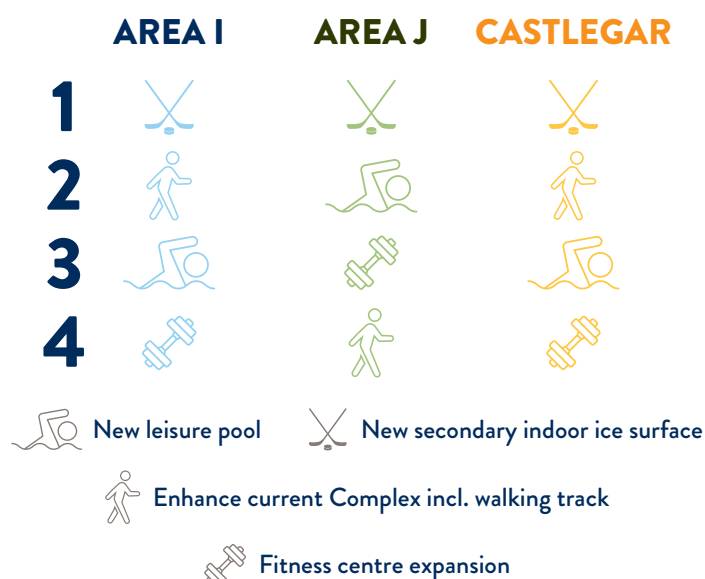 AREA I AREA J CASTLEGAR
1
2
3
4
New leisure pool New secondary indoor ice surface
Enhance current Complex incl. walking track
Fitness centre expansion